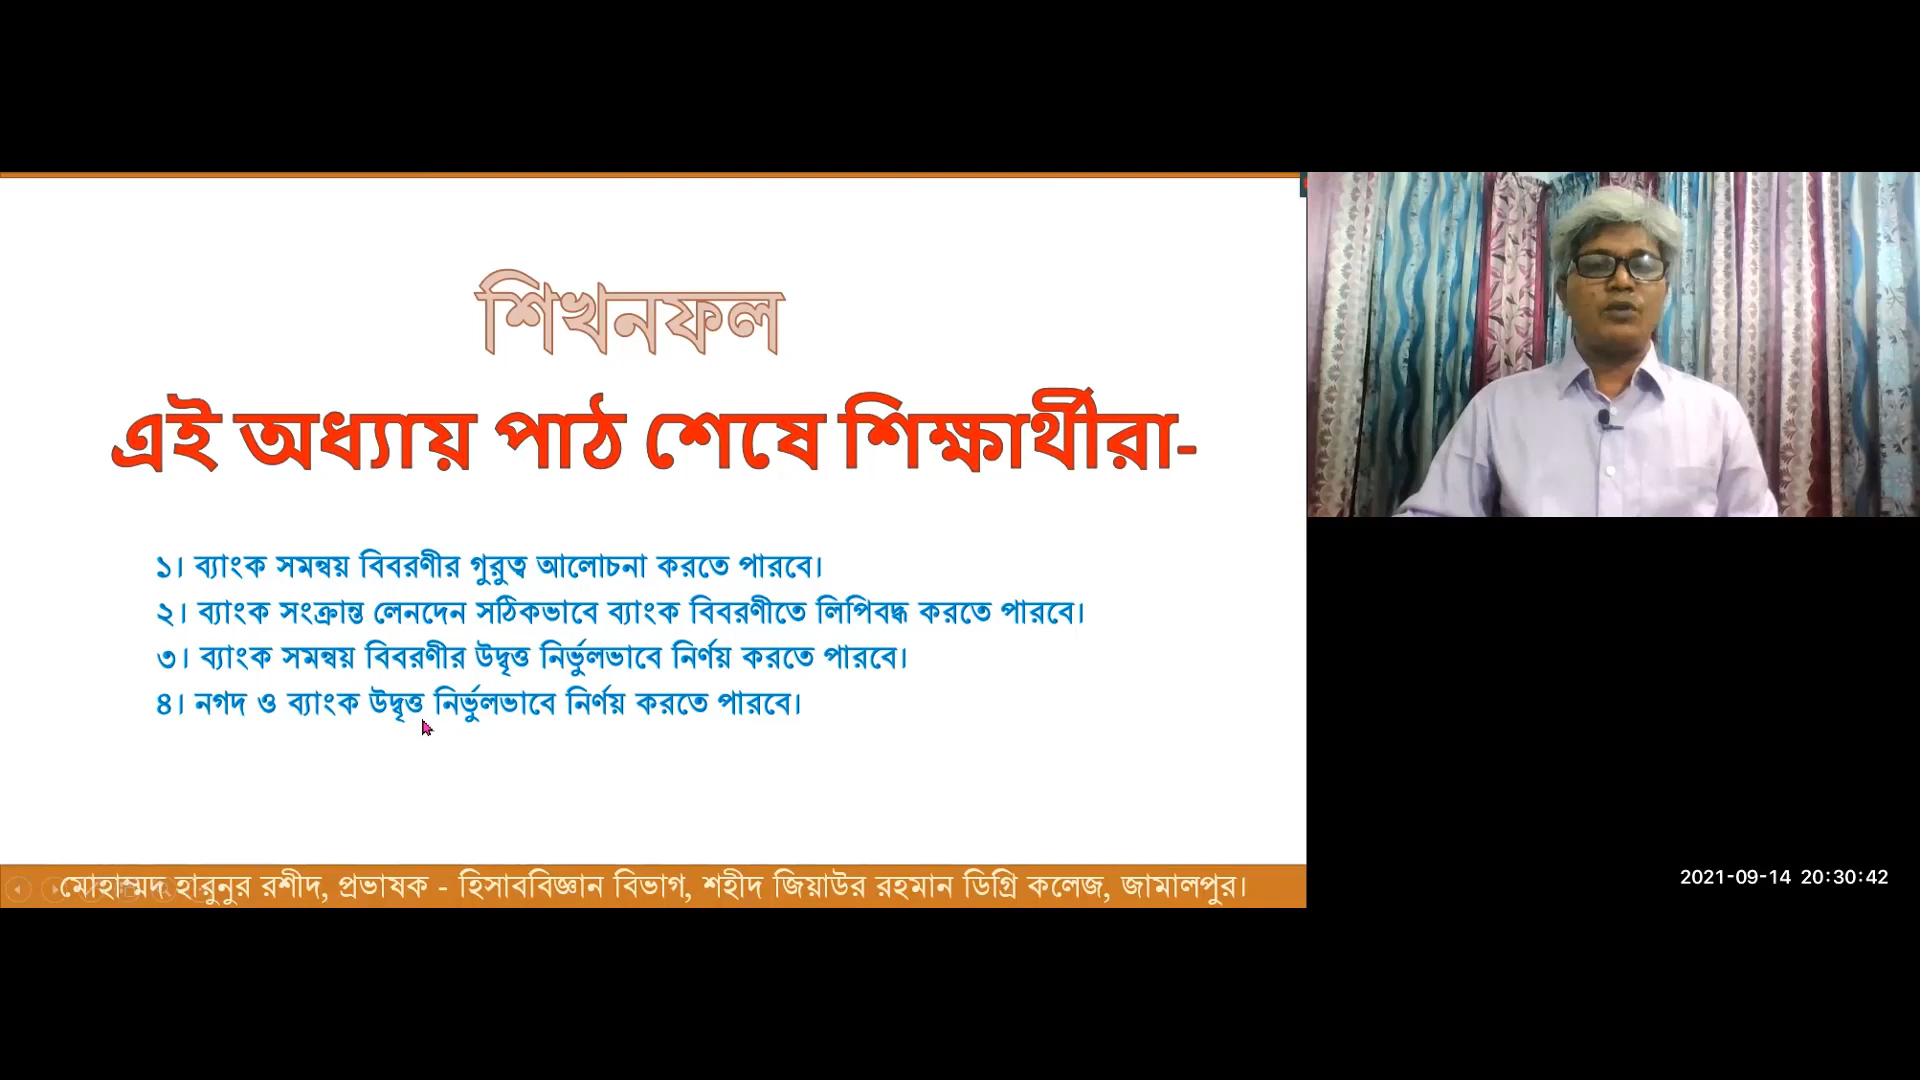 শিখনফল
এই অধ্যায় পাঠ শেষে শিক্ষার্থীরা-
১। ব্যাংক সমন্বয় বিবরণীর গুরুত্ব আলোচনা করতে পারবে।
২। ব্যাংক সংক্রান্ত লেনদেন সঠিকভাবে ব্যাংক বিবরণীতে লিপিবদ্ধ করতে পারবে।
৩। ব্যাংক সমন্বয় বিবরণীর উদ্বৃত্ত নির্ভুলভাবে নির্ণয় করতে পারবে।
৪। নগদ ও ব্যাংক উদ্বৃত্ত নির্ভুলভাবে নির্ণয় করতে পারবে।
মোহাম্মদ হারুনুর রশীদ, প্রভাষক - হিসাববিজ্ঞান বিভাগ, শহীদ জিয়াউর রহমান ডিগ্রি কলেজ, জামালপুর।
2021-09-14 20:30:42